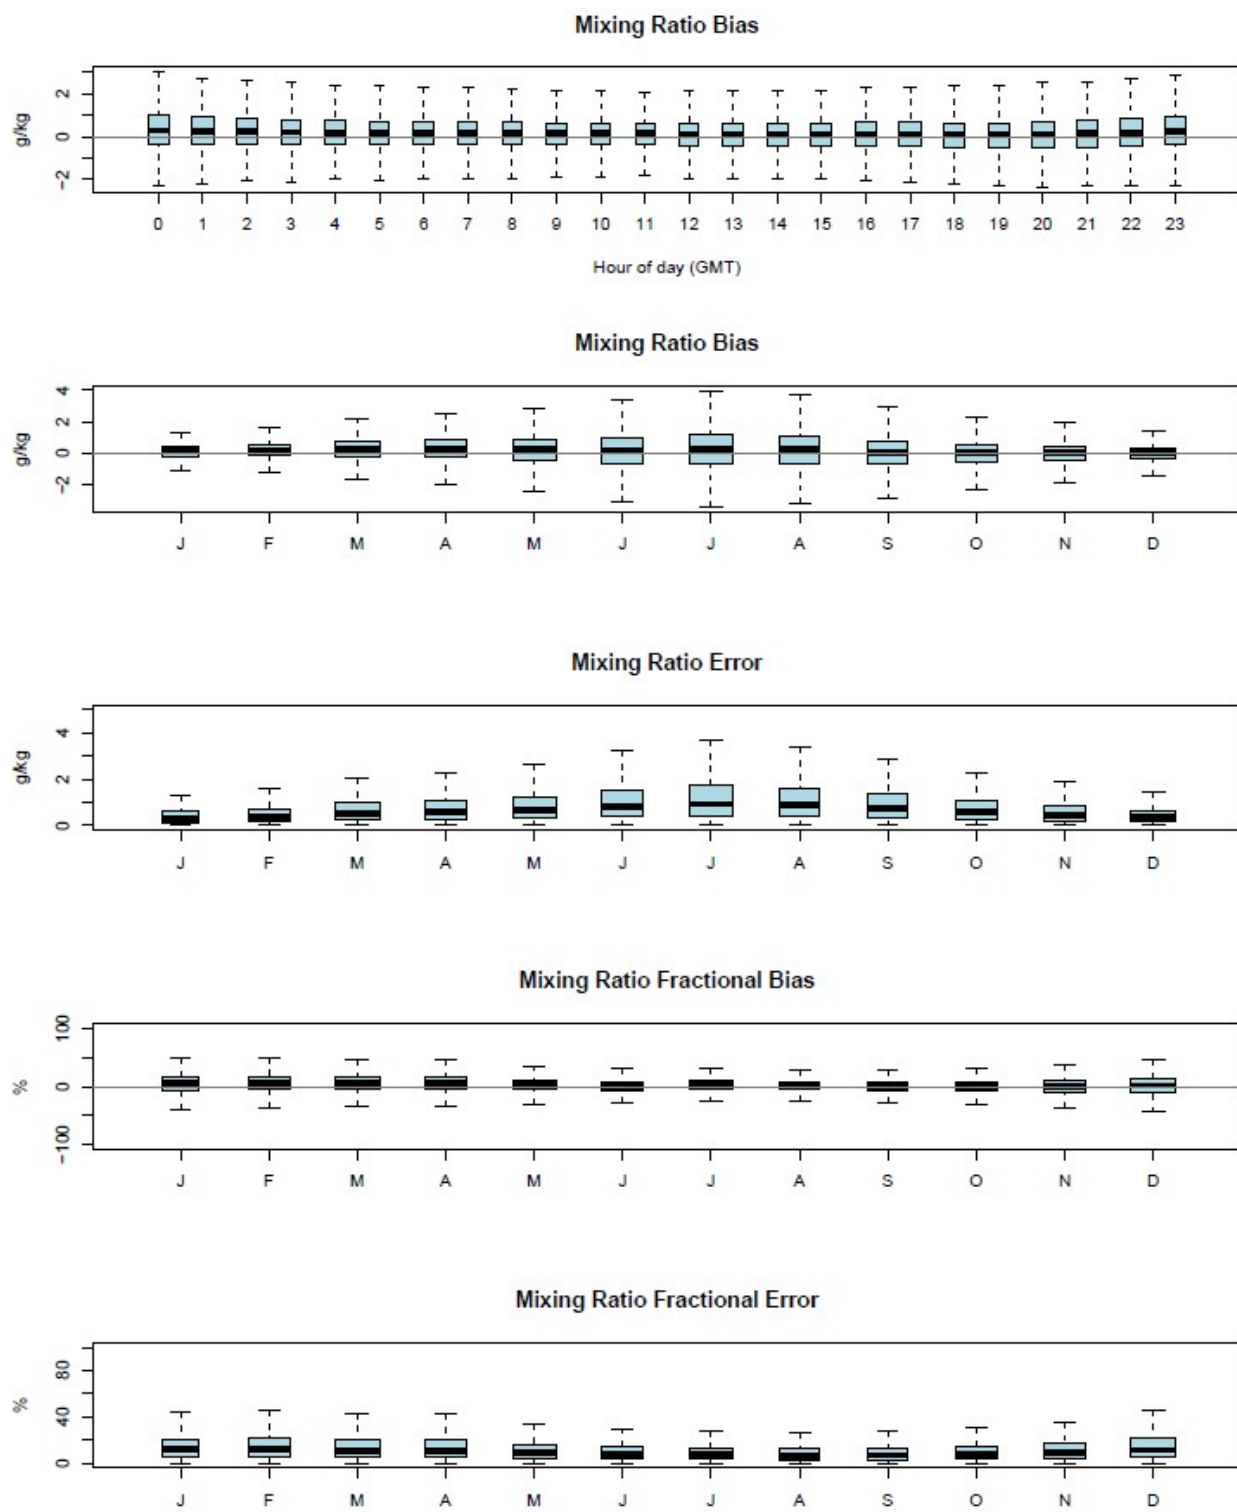 Mixing Ratio Bias
g/kg
2
0
−2
0 1 2 3 4 5 6 7 8 9 10 11 12 13 14 15 16 17 18 19 20 21 22 23
Hour of day (GMT)
Mixing Ratio Bias
g/kg
4
2
0
−2
J F M A M J J A S O N D
Mixing Ratio Error
g/kg
4
2
0
J F M A M J J A S O N D
Mixing Ratio Fractional Bias
%
100
0
−100
J F M A M J J A S O N D
Mixing Ratio Fractional Error
%
80
40
0
J F M A M J J A S O N D